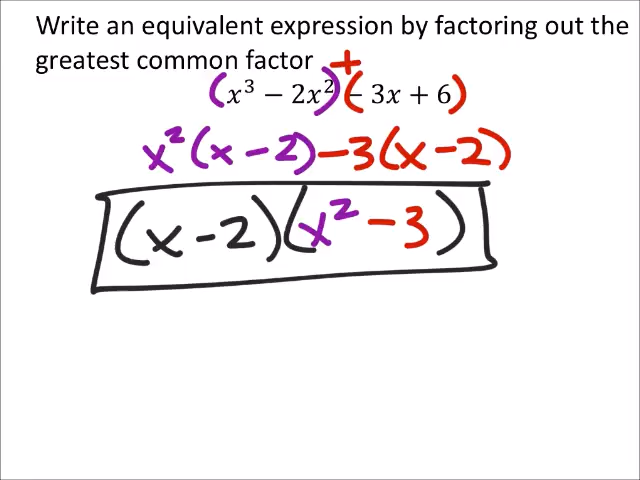 Write an equivalent expression by factoring out the
greatest common factor
(x³ − 2x²) + (− 3x + 6)
x²(x − 2) − 3(x − 2)
(x − 2)(x² − 3)